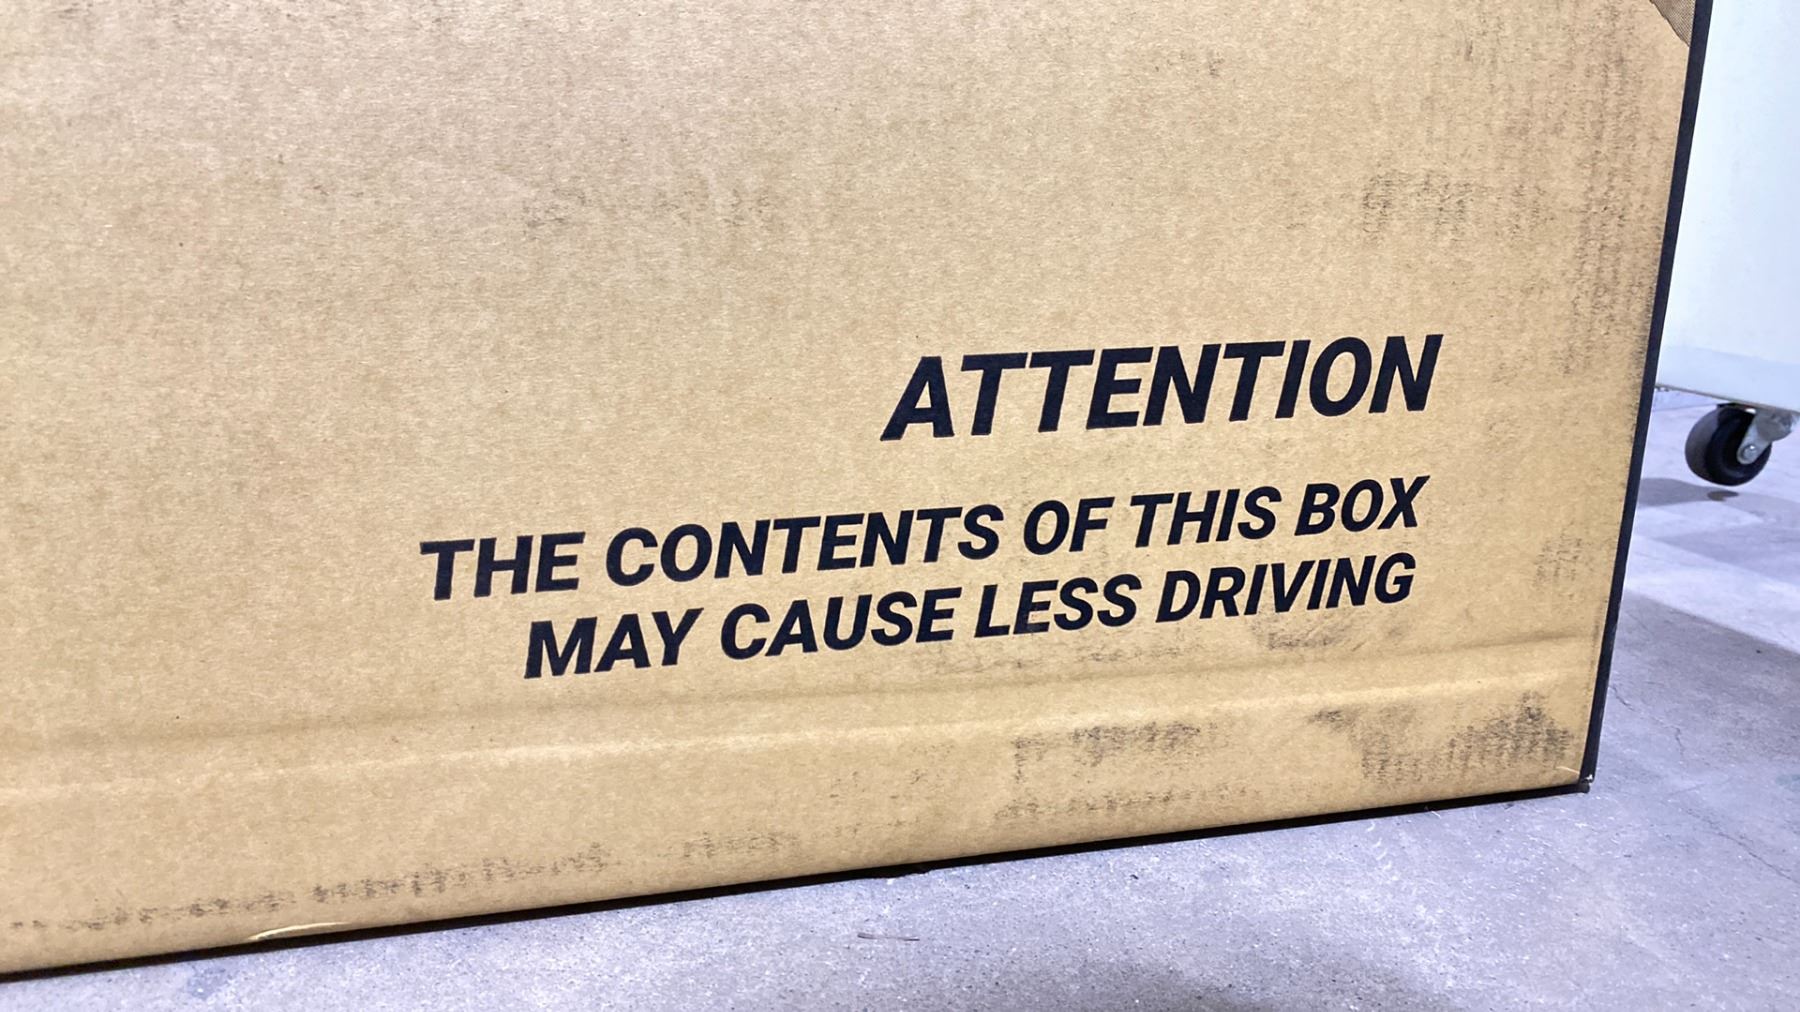 ATTENTION
THE CONTENTS OF THIS BOX
MAY CAUSE LESS DRIVING